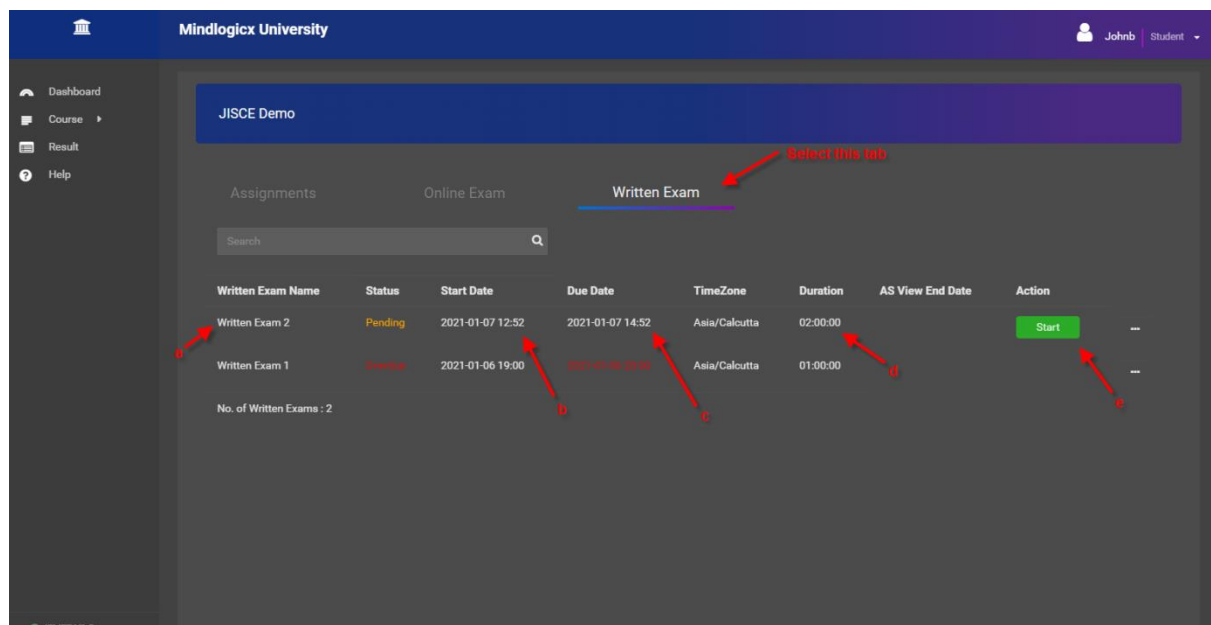 Mindlogicx University
Johnb Student
Dashboard
Course
Result
Help
JISCE Demo
Select this tab
Assignments Online Exam Written Exam
Search
Written Exam Name Status Start Date Due Date TimeZone Duration AS View End Date Action
Written Exam 2 Pending 2021-01-07 12:52 2021-01-07 14:52 Asia/Calcutta 02:00:00 Start
a
Written Exam 1 2021-01-06 19:00 Asia/Calcutta 01:00:00
d
No. of Written Exams : 2
b c e